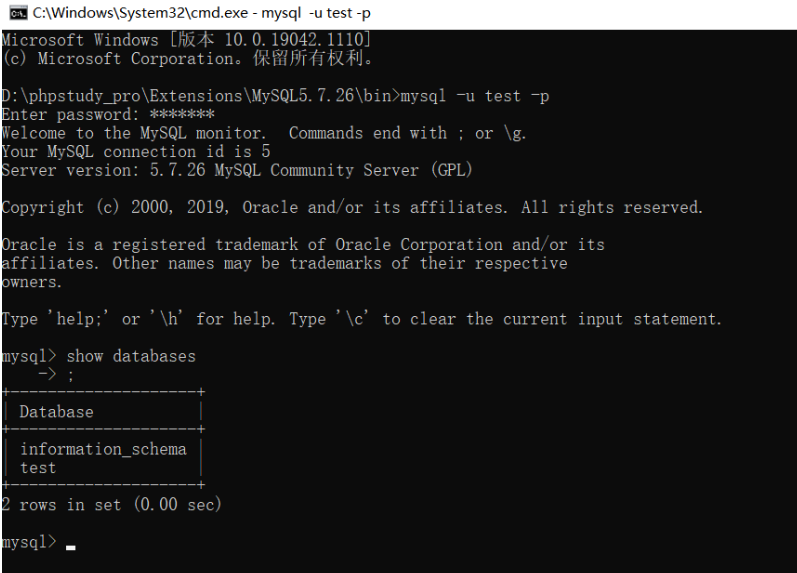 C:\Windows\System32\cmd.exe - mysql  -u test -p
Microsoft Windows [版本 10.0.19042.1110]
(c) Microsoft Corporation。保留所有权利。
D:\phpstudy_pro\Extensions\MySQL5.7.26\bin>mysql -u test -p
Enter password: *******
Welcome to the MySQL monitor.  Commands end with ; or \g.
Your MySQL connection id is 5
Server version: 5.7.26 MySQL Community Server (GPL)
Copyright (c) 2000, 2019, Oracle and/or its affiliates. All rights reserved.
Oracle is a registered trademark of Oracle Corporation and/or its
affiliates. Other names may be trademarks of their respective
owners.
Type 'help;' or '\h' for help. Type '\c' to clear the current input statement.
mysql> show databases
    -> ;
+--------------------+
| Database           |
+--------------------+
| information_schema |
| test               |
+--------------------+
2 rows in set (0.00 sec)
mysql>